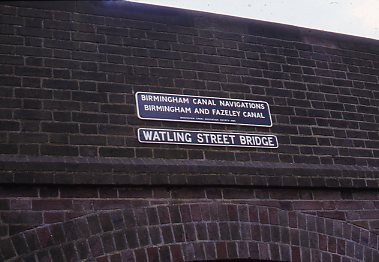 BIRMINGHAM CANAL NAVIGATIONS
BIRMINGHAM AND FAZELEY CANAL
WATLING STREET BRIDGE